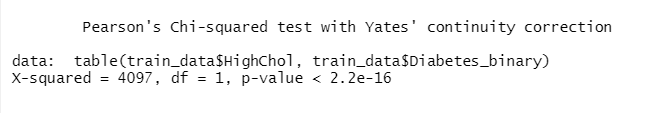 Pearson's Chi-squared test with Yates' continuity correction
data:  table(train_data$HighChol, train_data$Diabetes_binary)
X-squared = 4097, df = 1, p-value < 2.2e-16